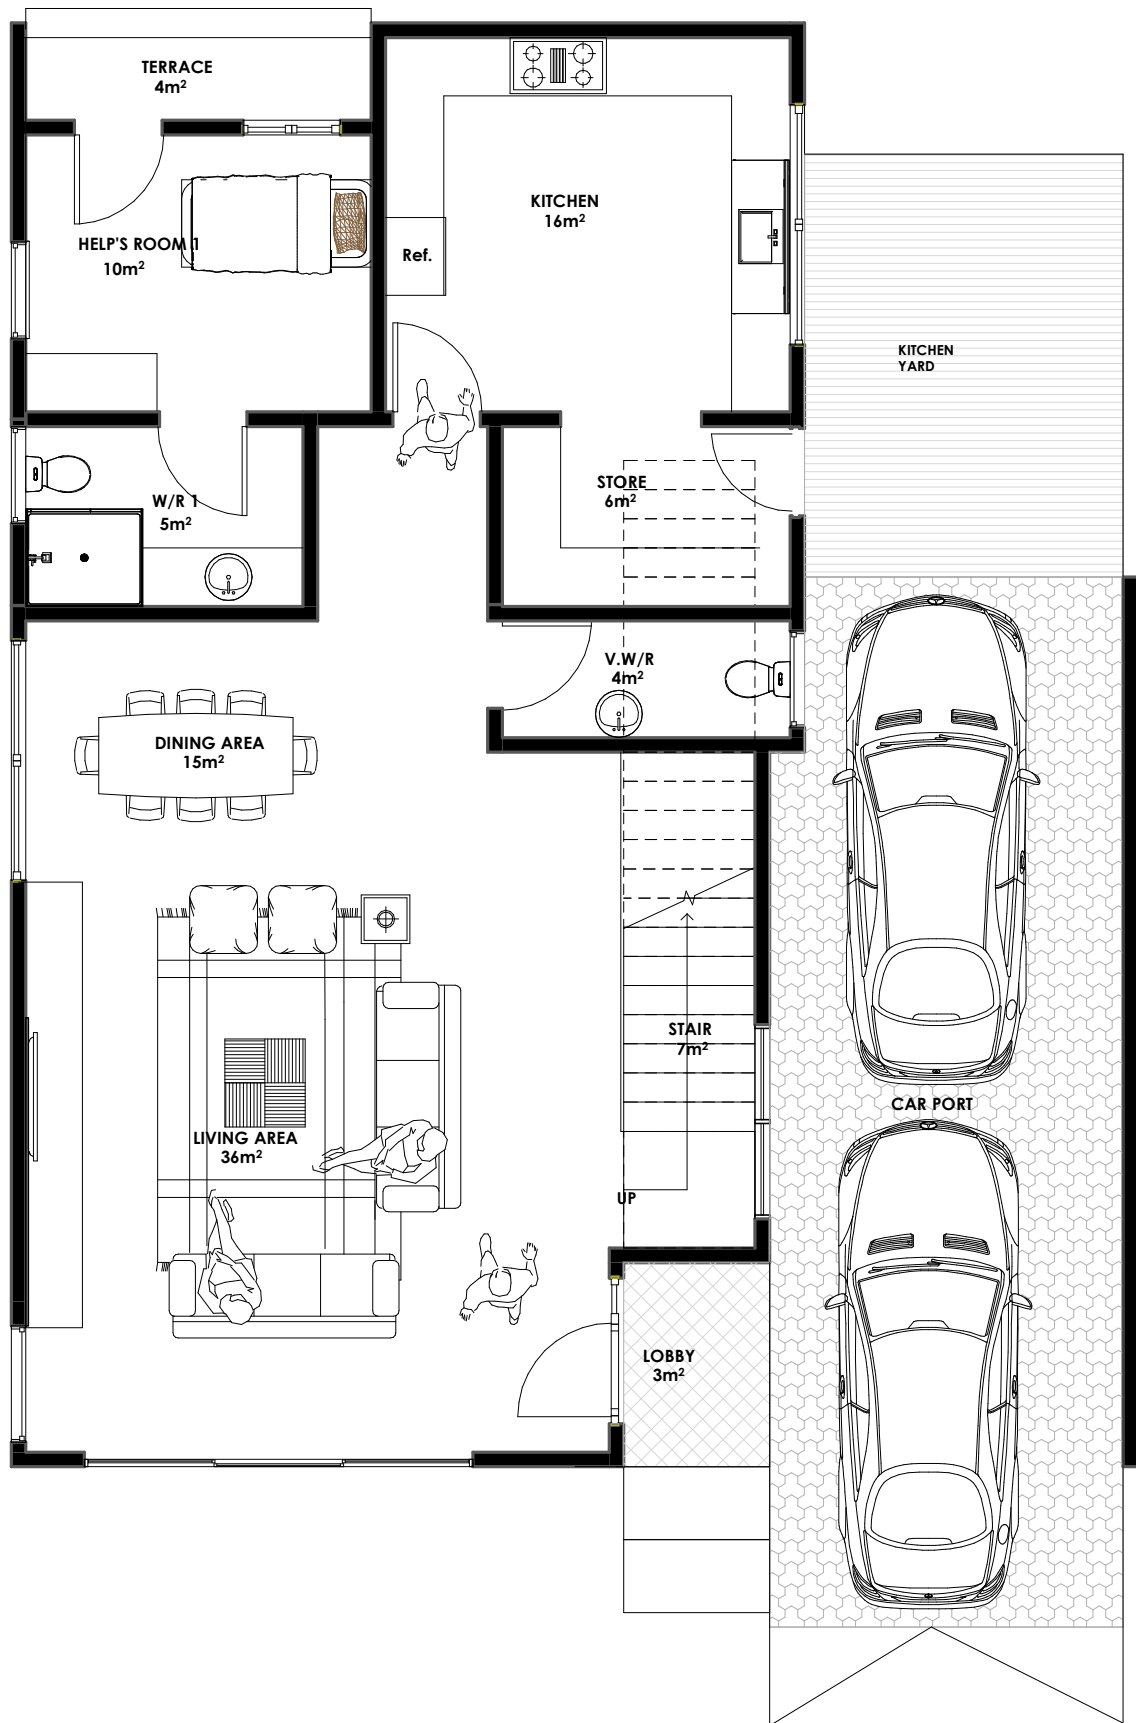 TERRACE
4m²
KITCHEN
16m²
HELP'S ROOM 1
10m²
Ref.
KITCHEN
YARD
STORE
6m²
W/R 1
5m²
V.W/R
4m²
DINING AREA
15m²
STAIR
7m²
CAR PORT
LIVING AREA
36m²
UP
LOBBY
3m²